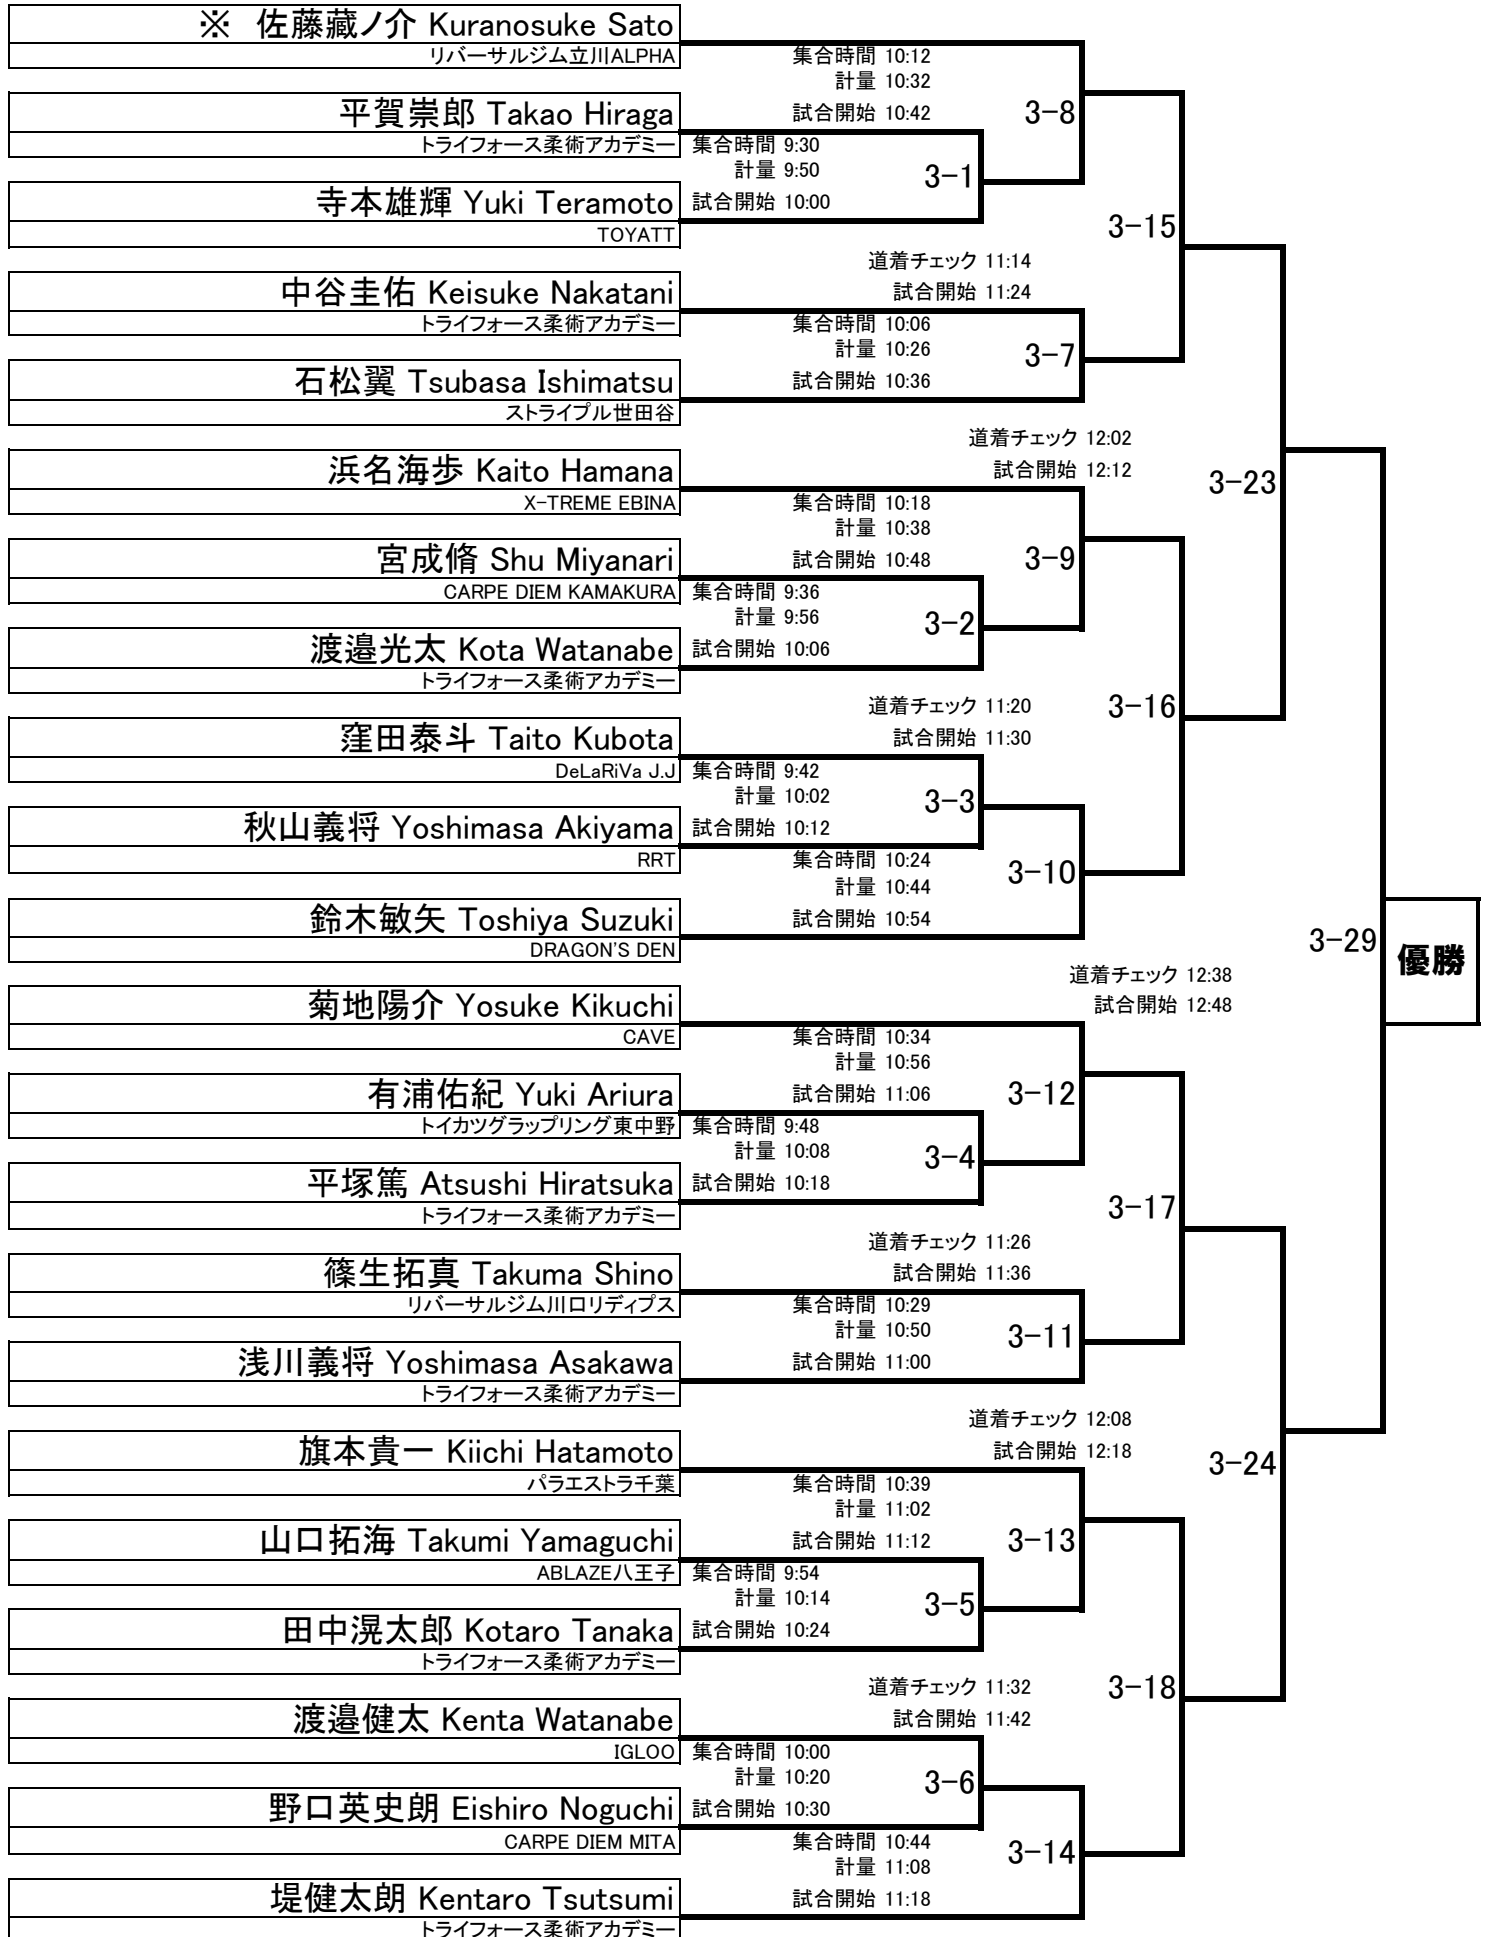 ※ 佐藤藏ノ介 Kuranosuke Sato
リバーサルジム立川ALPHA
集合時間 10:12
計量 10:32
試合開始 10:42
3-8
平賀崇郎 Takao Hiraga
トライフォース柔術アカデミー
集合時間 9:30
計量 9:50
試合開始 10:00
3-1
寺本雄輝 Yuki Teramoto
TOYATT
3-15
道着チェック 11:14
試合開始 11:24
中谷圭佑 Keisuke Nakatani
トライフォース柔術アカデミー
集合時間 10:06
計量 10:26
試合開始 10:36
3-7
石松翼 Tsubasa Ishimatsu
ストライプル世田谷
道着チェック 12:02
試合開始 12:12
3-23
浜名海歩 Kaito Hamana
X-TREME EBINA
集合時間 10:18
計量 10:38
試合開始 10:48
3-9
宮成脩 Shu Miyanari
CARPE DIEM KAMAKURA
集合時間 9:36
計量 9:56
試合開始 10:06
3-2
渡邉光太 Kota Watanabe
トライフォース柔術アカデミー
道着チェック 11:20
試合開始 11:30
3-16
窪田泰斗 Taito Kubota
DeLaRiVa J.J
集合時間 9:42
計量 10:02
試合開始 10:12
3-3
秋山義将 Yoshimasa Akiyama
RRT
集合時間 10:24
計量 10:44
試合開始 10:54
3-10
鈴木敏矢 Toshiya Suzuki
DRAGON'S DEN
3-29
優勝
道着チェック 12:38
試合開始 12:48
菊地陽介 Yosuke Kikuchi
CAVE
集合時間 10:34
計量 10:56
試合開始 11:06
3-12
有浦佑紀 Yuki Ariura
トイカツグラップリング東中野
集合時間 9:48
計量 10:08
試合開始 10:18
3-4
平塚篤 Atsushi Hiratsuka
トライフォース柔術アカデミー
3-17
道着チェック 11:26
試合開始 11:36
篠生拓真 Takuma Shino
リバーサルジム川口リディプス
集合時間 10:29
計量 10:50
試合開始 11:00
3-11
浅川義将 Yoshimasa Asakawa
トライフォース柔術アカデミー
道着チェック 12:08
試合開始 12:18
3-24
旗本貴一 Kiichi Hatamoto
パラエストラ千葉
集合時間 10:39
計量 11:02
試合開始 11:12
3-13
山口拓海 Takumi Yamaguchi
ABLAZE八王子
集合時間 9:54
計量 10:14
試合開始 10:24
3-5
田中滉太郎 Kotaro Tanaka
トライフォース柔術アカデミー
道着チェック 11:32
試合開始 11:42
3-18
渡邉健太 Kenta Watanabe
IGLOO
集合時間 10:00
計量 10:20
試合開始 10:30
3-6
野口英史朗 Eishiro Noguchi
CARPE DIEM MITA
集合時間 10:44
計量 11:08
試合開始 11:18
3-14
堤健太朗 Kentaro Tsutsumi
トライフォース柔術アカデミー